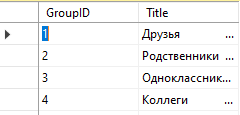 GroupID Title
1 Друзья ...
2 Родственники ...
3 Одноклассник...
4 Коллеги ...